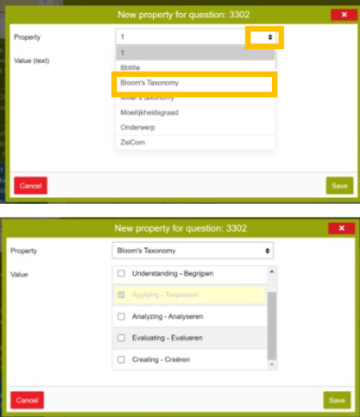 New property for question: 3302
x
Property
1
1
Bbtitle
Value (text)
Bloom's Taxonomy
Miller's taxonomy
Moeilijkheidsgraad
Onderwerp
ZelCom
Cancel
Save
New property for question: 3302
x
Property
Bloom's Taxonomy
Value
Understanding - Begrijpen
Applying - Toepassen
Analyzing - Analyseren
Evaluating - Evalueren
Creating - Creëren
Cancel
Save